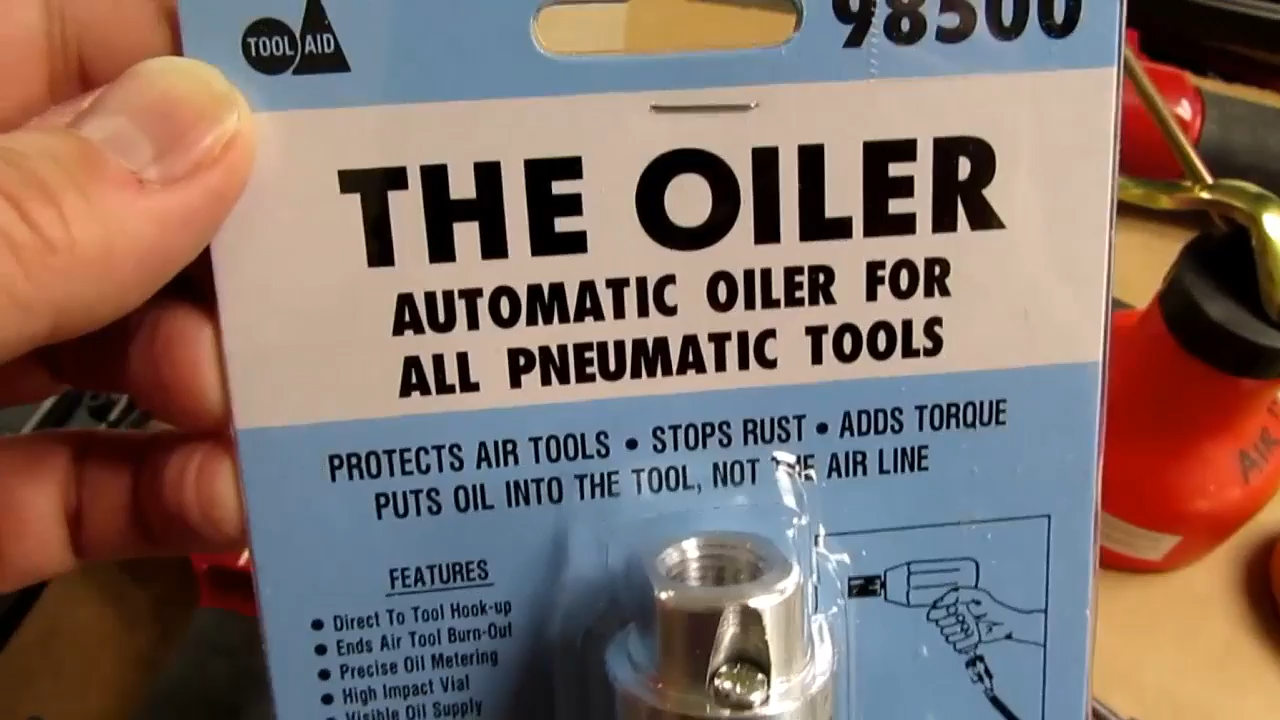 TOOL AID
98500
THE OILER
AUTOMATIC OILER FOR
ALL PNEUMATIC TOOLS
PROTECTS AIR TOOLS • STOPS RUST • ADDS TORQUE
PUTS OIL INTO THE TOOL, NOT THE AIR LINE
FEATURES
• Direct To Tool Hook-up
• Ends Air Tool Burn-Out
• Precise Oil Metering
• High Impact Vial
• Visible Oil Supply
AIR